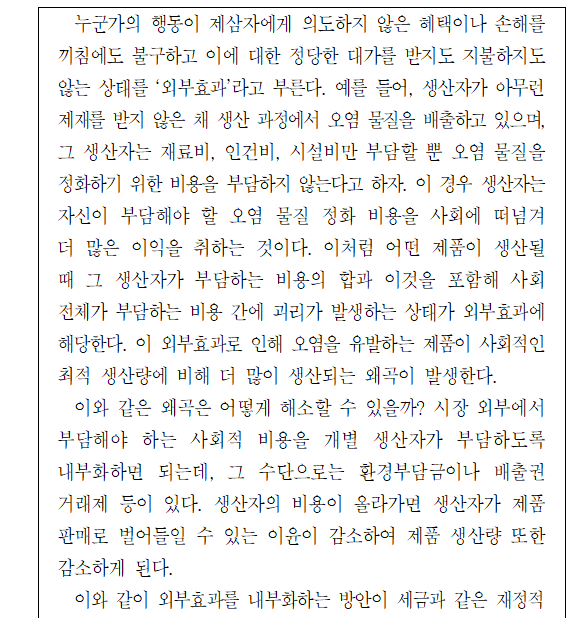 누군가의 행동이 제삼자에게 의도하지 않은 혜택이나 손해를
끼침에도 불구하고 이에 대한 정당한 대가를 받지도 지불하지도
않는 상태를 ‘외부효과’라고 부른다. 예를 들어, 생산자가 아무런
제재를 받지 않은 채 생산 과정에서 오염 물질을 배출하고 있으며,
그 생산자는 재료비, 인건비, 시설비만 부담할 뿐 오염 물질을
정화하기 위한 비용을 부담하지 않는다고 하자. 이 경우 생산자는
자신이 부담해야 할 오염 물질 정화 비용을 사회에 떠넘겨
더 많은 이익을 취하는 것이다. 이처럼 어떤 제품이 생산될
때 그 생산자가 부담하는 비용의 합과 이것을 포함해 사회
전체가 부담하는 비용 간에 괴리가 발생하는 상태가 외부효과에
해당한다. 이 외부효과로 인해 오염을 유발하는 제품이 사회적인
최적 생산량에 비해 더 많이 생산되는 왜곡이 발생한다.
이와 같은 왜곡은 어떻게 해소할 수 있을까? 시장 외부에서
부담해야 하는 사회적 비용을 개별 생산자가 부담하도록
내부화하면 되는데, 그 수단으로는 환경부담금이나 배출권
거래제 등이 있다. 생산자의 비용이 올라가면 생산자가 제품
판매로 벌어들일 수 있는 이윤이 감소하여 제품 생산량 또한
감소하게 된다.
이와 같이 외부효과를 내부화하는 방안이 세금과 같은 재정적